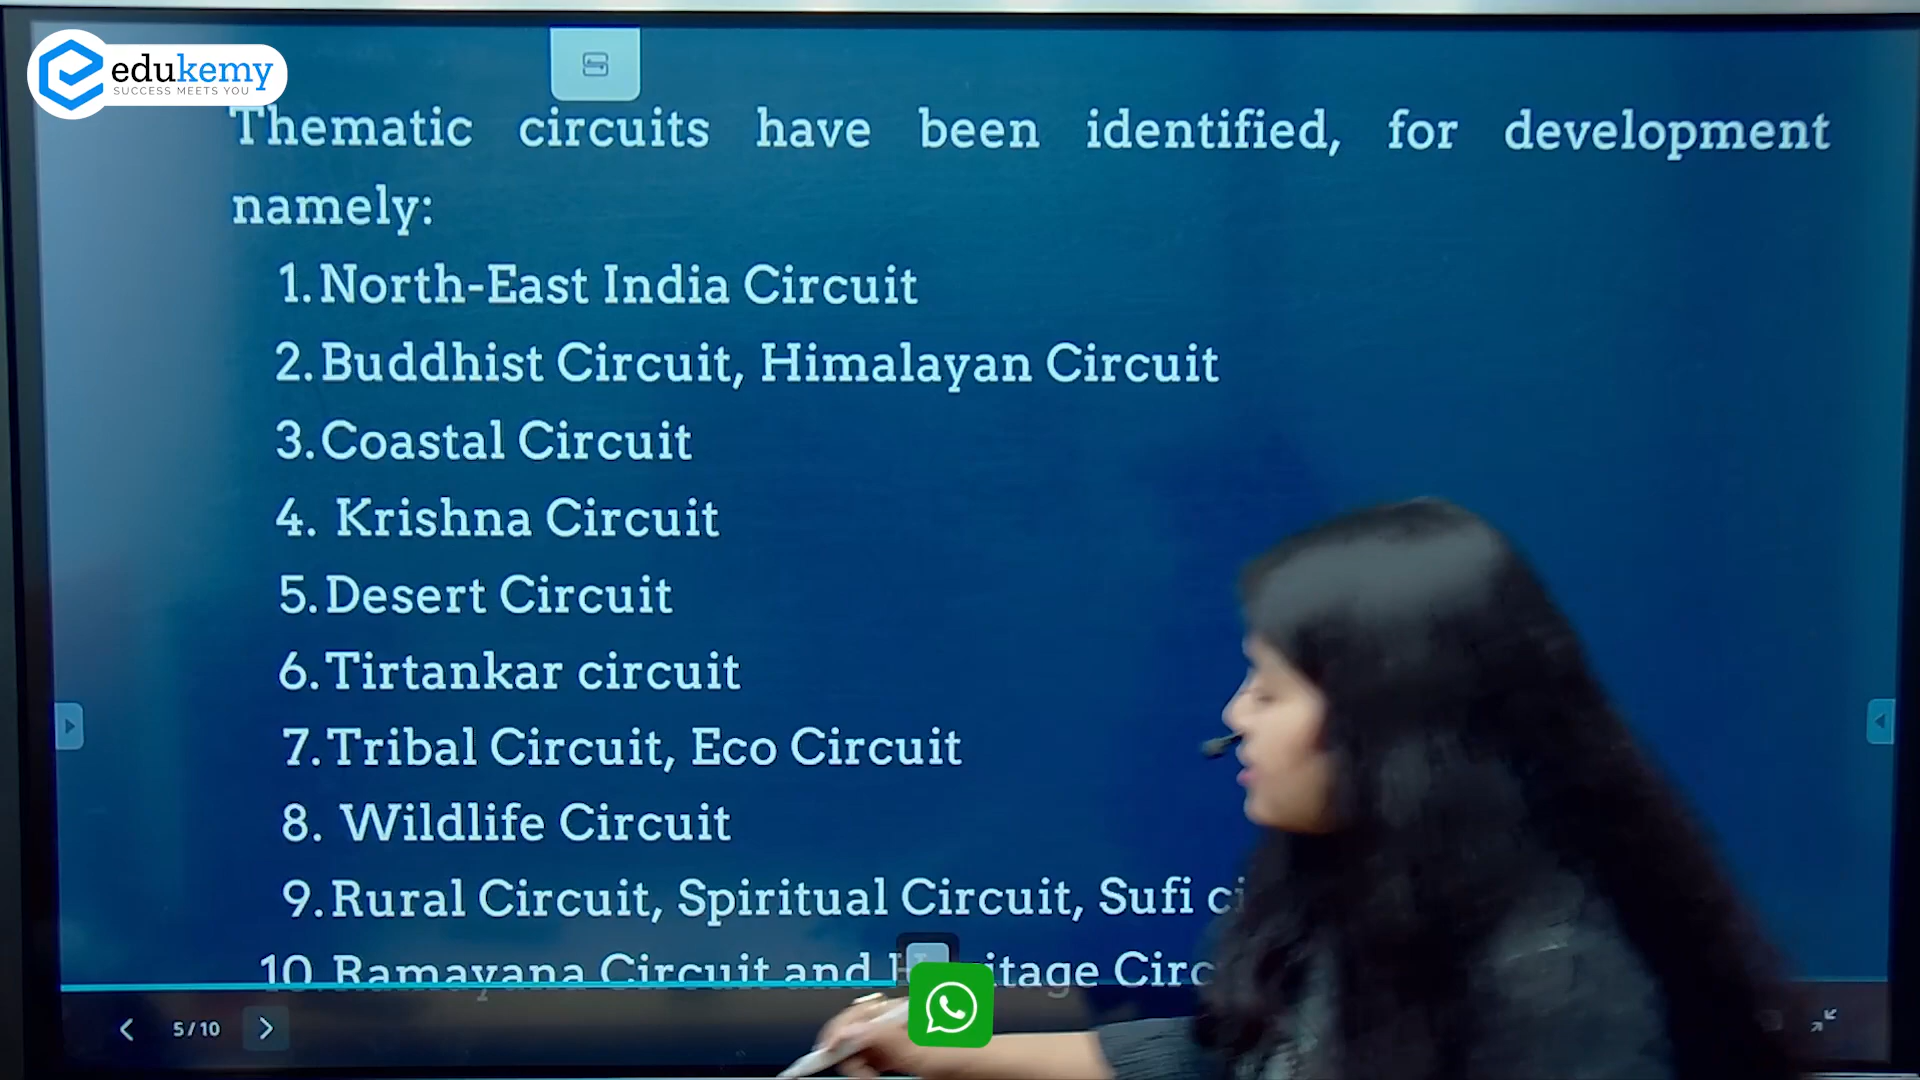 edukemy
SUCCESS MEETS YOU
Thematic circuits have been identified, for development
namely:
1. North-East India Circuit
2. Buddhist Circuit, Himalayan Circuit
3. Coastal Circuit
4. Krishna Circuit
5. Desert Circuit
6. Tirtankar circuit
7. Tribal Circuit, Eco Circuit
8. Wildlife Circuit
9. Rural Circuit, Spiritual Circuit, Sufi
10. Ramayana Circuit and
5/10